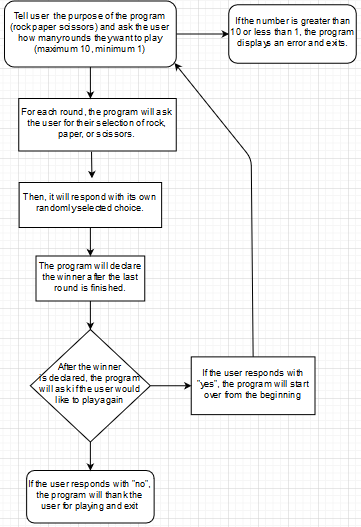 Tell user the purpose of the program
(rock paper scissors) and ask the user
how many rounds they want to play
(maximum 10, minimum 1)
If the number is greater than
10 or less than 1, the program
displays an error and exits.
For each round, the program will ask
the user for their selection of rock,
paper, or scissors.
Then, it will respond with its own
randomly selected choice.
The program will declare
the winner after the last
round is finished.
After the winner
is declared, the program
will ask if the user would
like to play again
If the user responds with
"yes", the program will start
over from the beginning
If the user responds with "no",
the program will thank the
user for playing and exit